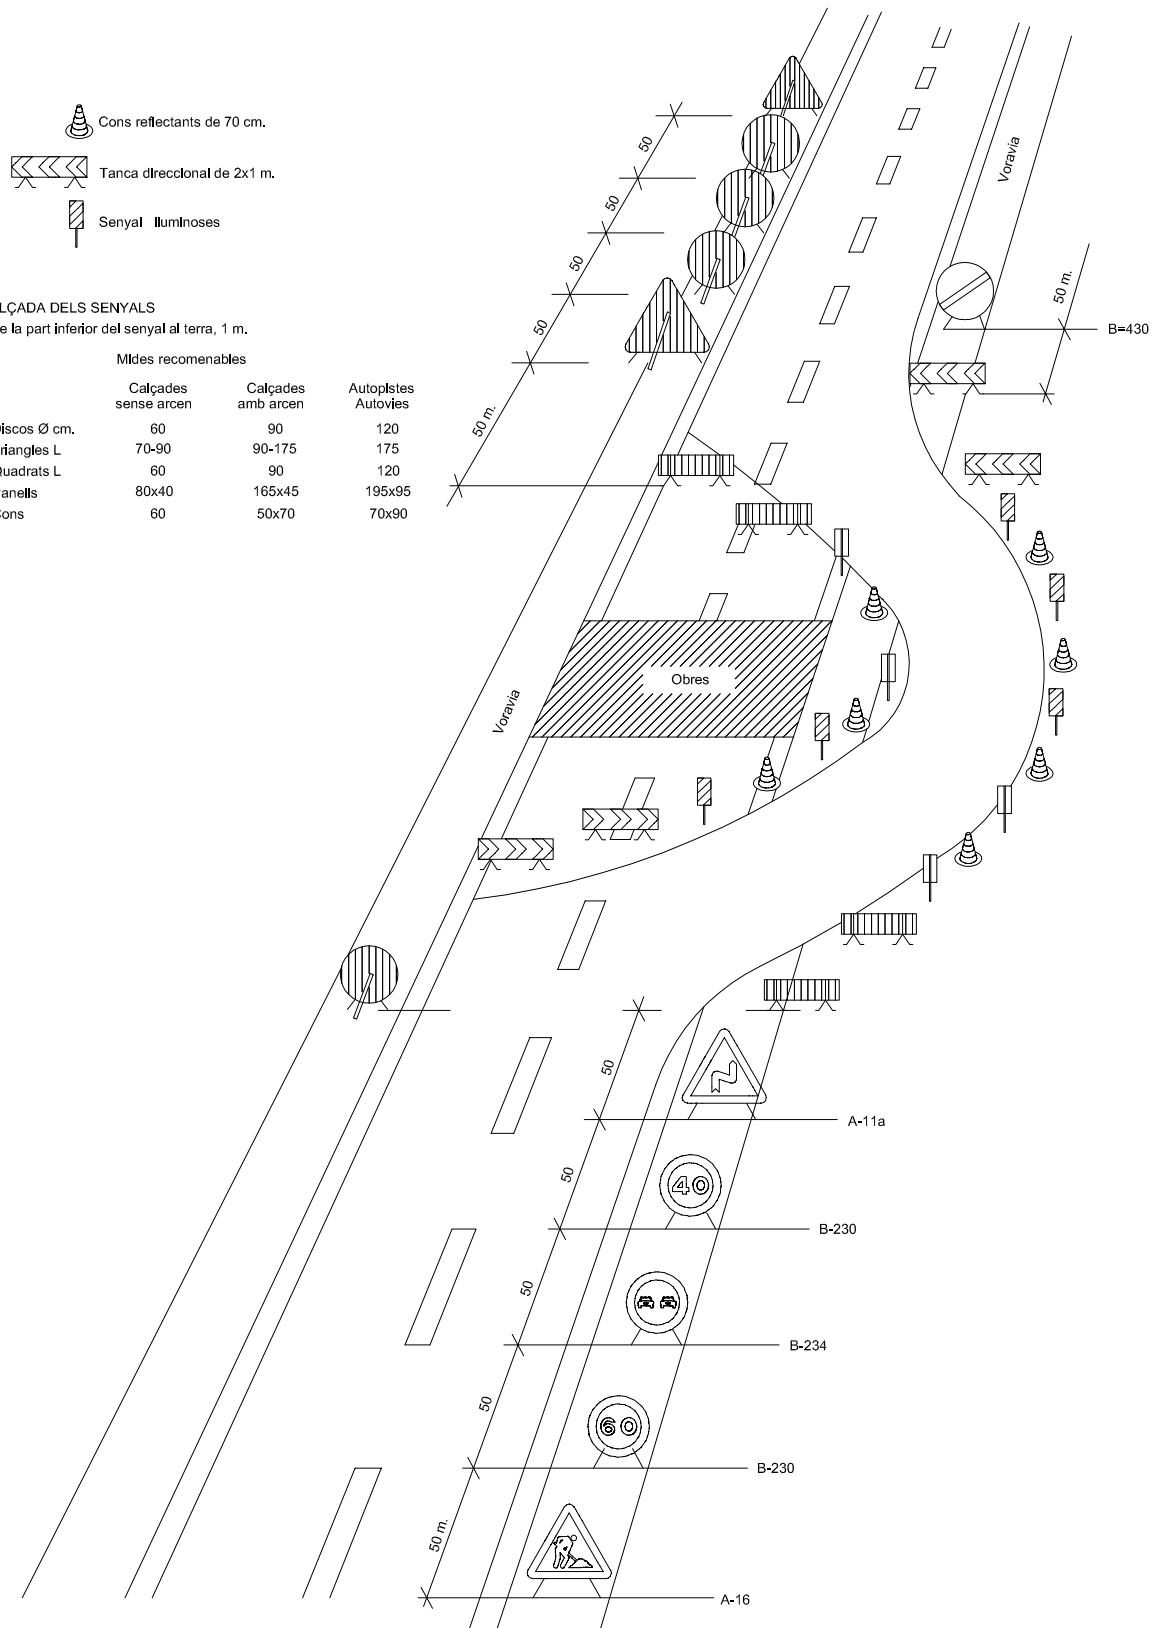 Cons reflectants de 70 cm.
Tanca direccional de 2x1 m.
Senyal lluminoses
LÇADA DELS SENYALS
e la part inferior del senyal al terra, 1 m.
Mides recomenables
Calçades sense arcen
Calçades amb arcen
Autopistes Autovies
iscos Ø cm. 60 90 120
riangles L 70-90 90-175 175
Quadrats L 60 90 120
anells 80x40 165x45 195x95
ons 60 50x70 70x90
50
50
50
50
50 m.
Voravia
50 m.
B=430
Obres
Voravia
50
A-11a
50
40
B-230
50
B-234
50
60
B-230
50 m.
A-16